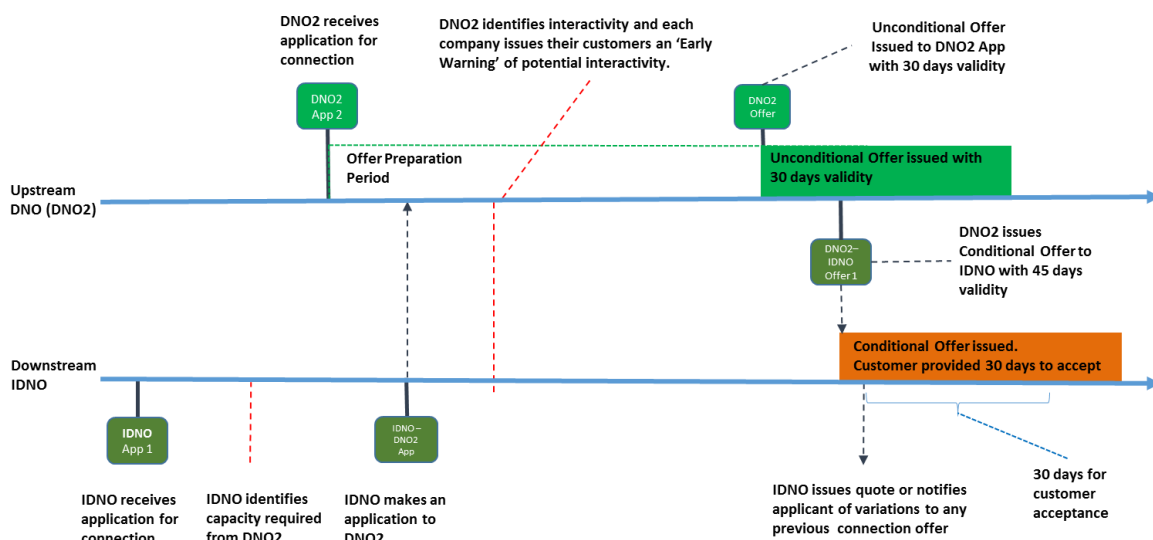 DNO2 receives
application for
connection
DNO2 identifies interactivity and each
company issues their customers an ‘Early
Warning’ of potential interactivity.
Unconditional Offer
Issued to DNO2 App
with 30 days validity
DNO2
App 2
DNO2
Offer
Offer Preparation
Period
Unconditional Offer issued with
30 days validity
Upstream
DNO (DNO2)
DNO2–
IDNO
Offer 1
DNO2 issues
Conditional Offer to
IDNO with 45 days
validity
Downstream
IDNO
Conditional Offer issued.
Customer provided 30 days to accept
IDNO
App 1
IDNO–
DNO2
App
IDNO receives
application for
connection
IDNO identifies
capacity required
from DNO2
IDNO makes an
application to
DNO2
IDNO issues quote or notifies
applicant of variations to any
previous connection offer
30 days for
customer
acceptance